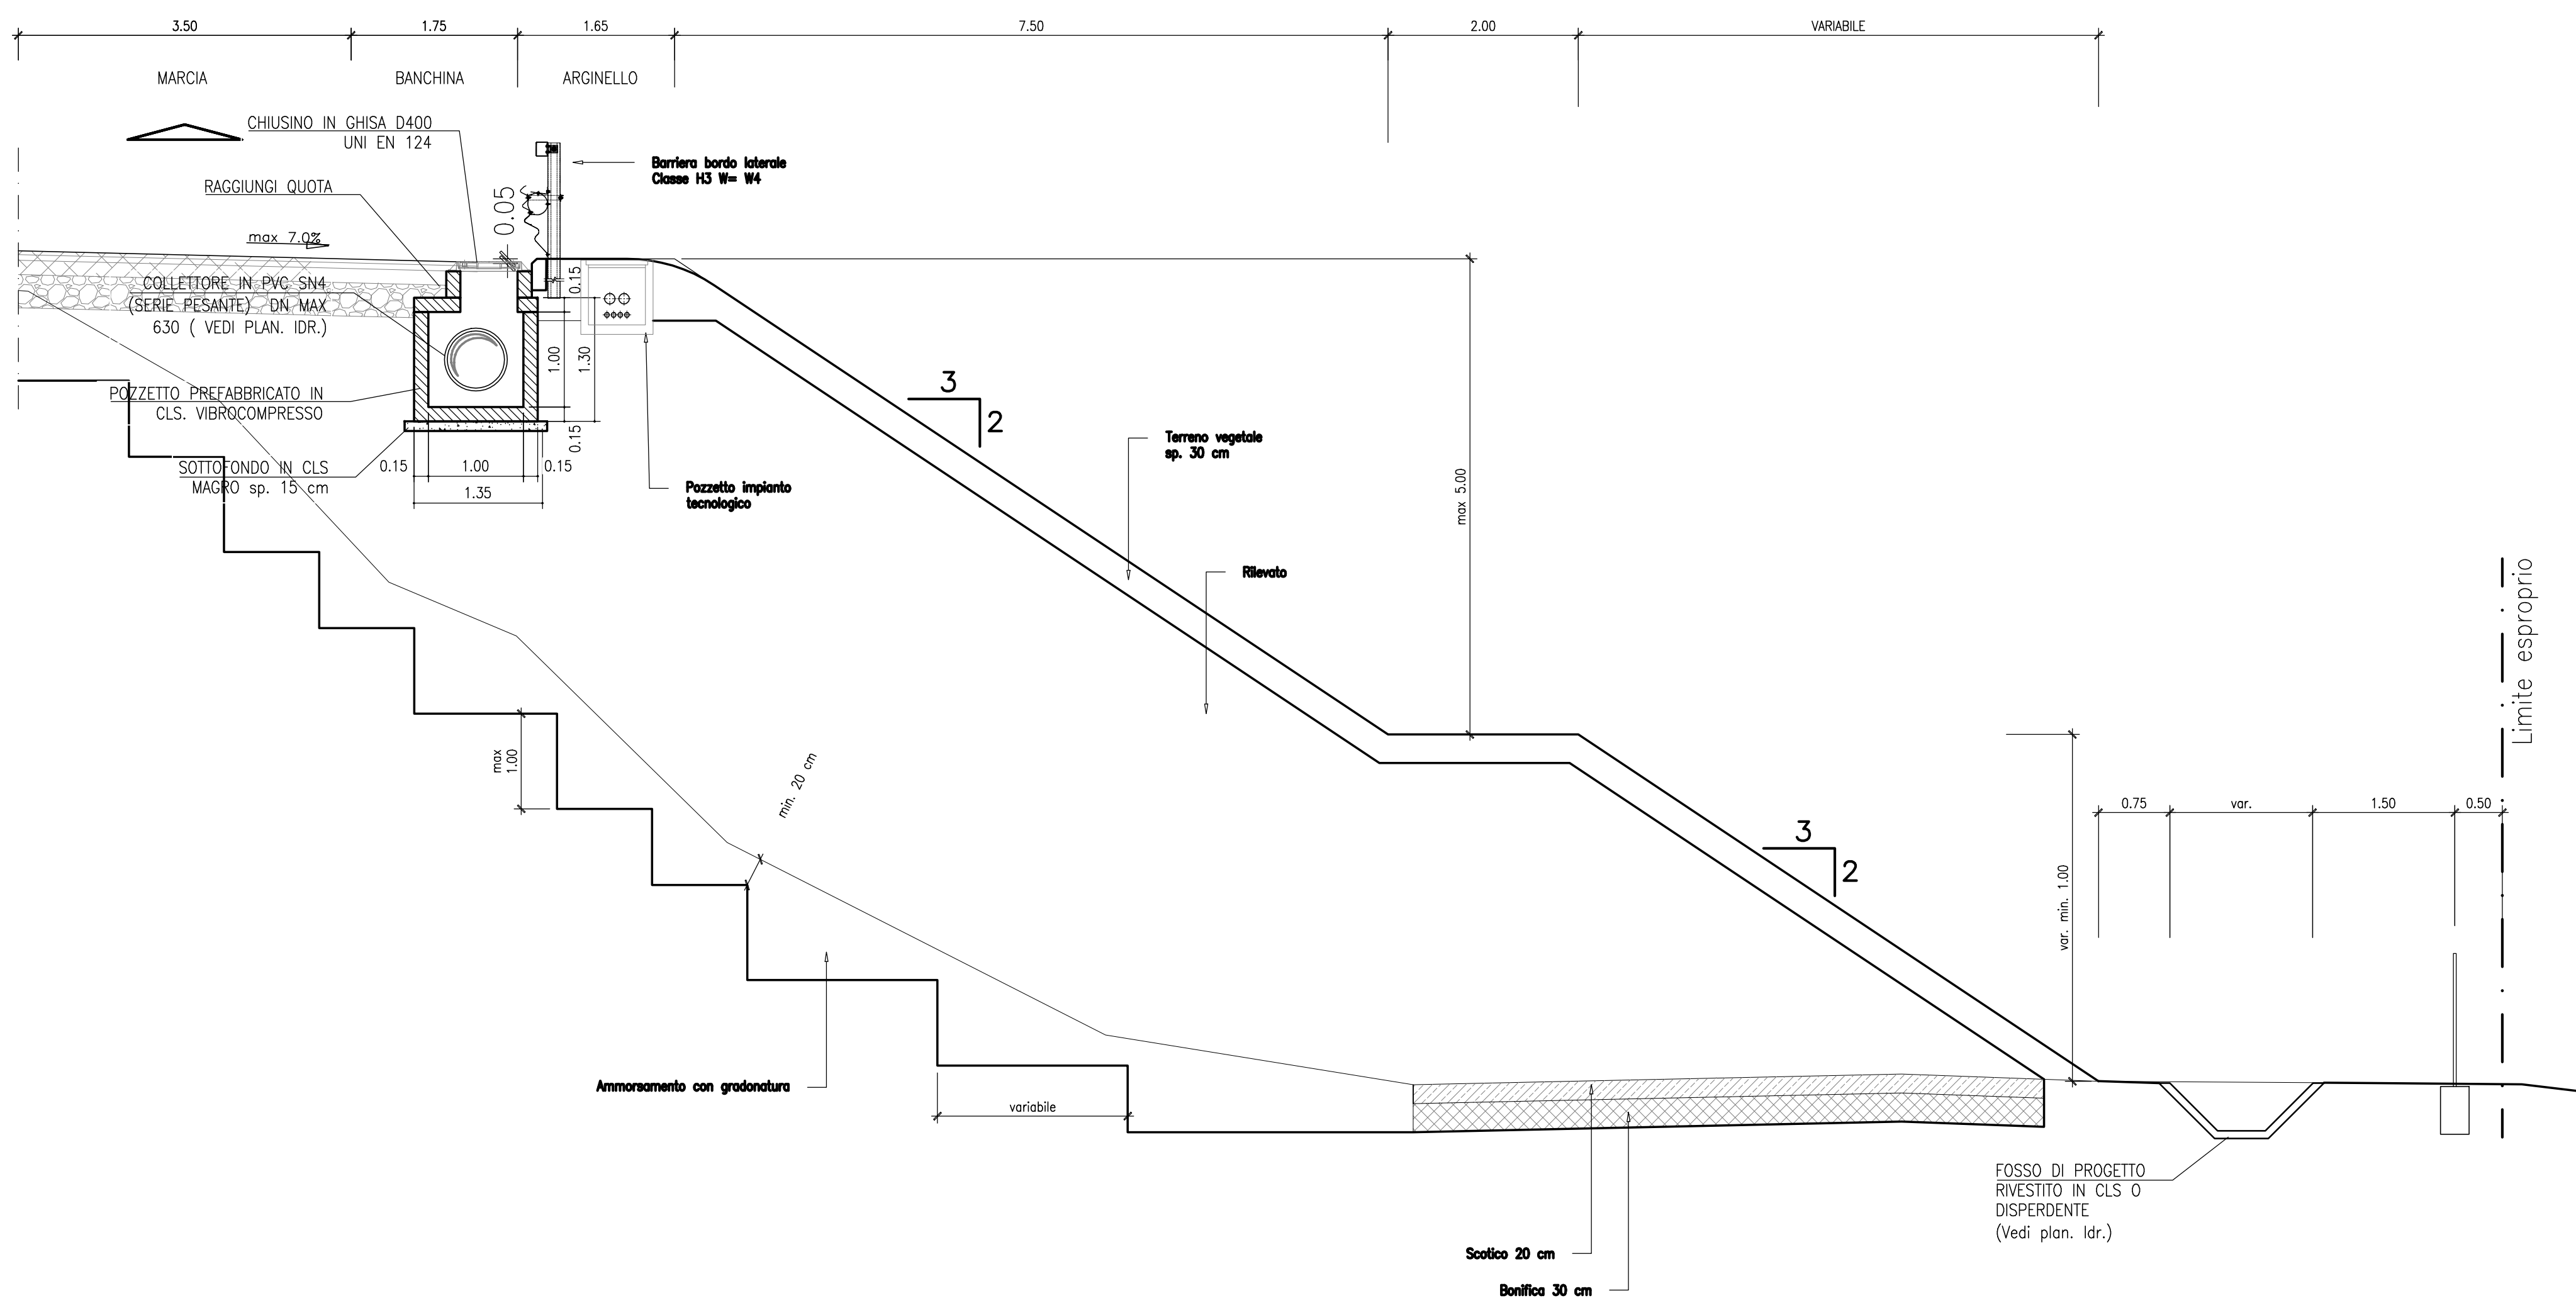 3.50 1.75 1.65 7.50 2.00 VARIABILE
MARCIA BANCHINA ARGINELLO
CHIUSINO IN GHISA D400
UNI EN 124
Barriera bordo laterale
Classe H3 W= W4
RAGGIUNGI QUOTA
0.05
max 7.0%
COLLETTORE IN PVC SN4
(SERIE PESANTE) DN MAX
630 ( VEDI PLAN. IDR.)
0.15
1.00
1.30
0.15
POZZETTO PREFABBRICATO IN
CLS. VIBROCOMPRESSO
SOTTOFONDO IN CLS
MAGRO sp. 15 cm
0.15 1.00 0.15
1.35
Pozzetto impianto
tecnologico
3
2
Terreno vegetale
sp. 30 cm
max 5.00
Rilevato
Limite esproprio
max
1.00
min. 20 cm
3
2
var. min. 1.00
0.75 var. 1.50 0.50
Ammorsamento con gradonatura
variabile
FOSSO DI PROGETTO
RIVESTITO IN CLS O
DISPERDENTE
(Vedi plan. Idr.)
Scotico 20 cm
Bonifica 30 cm